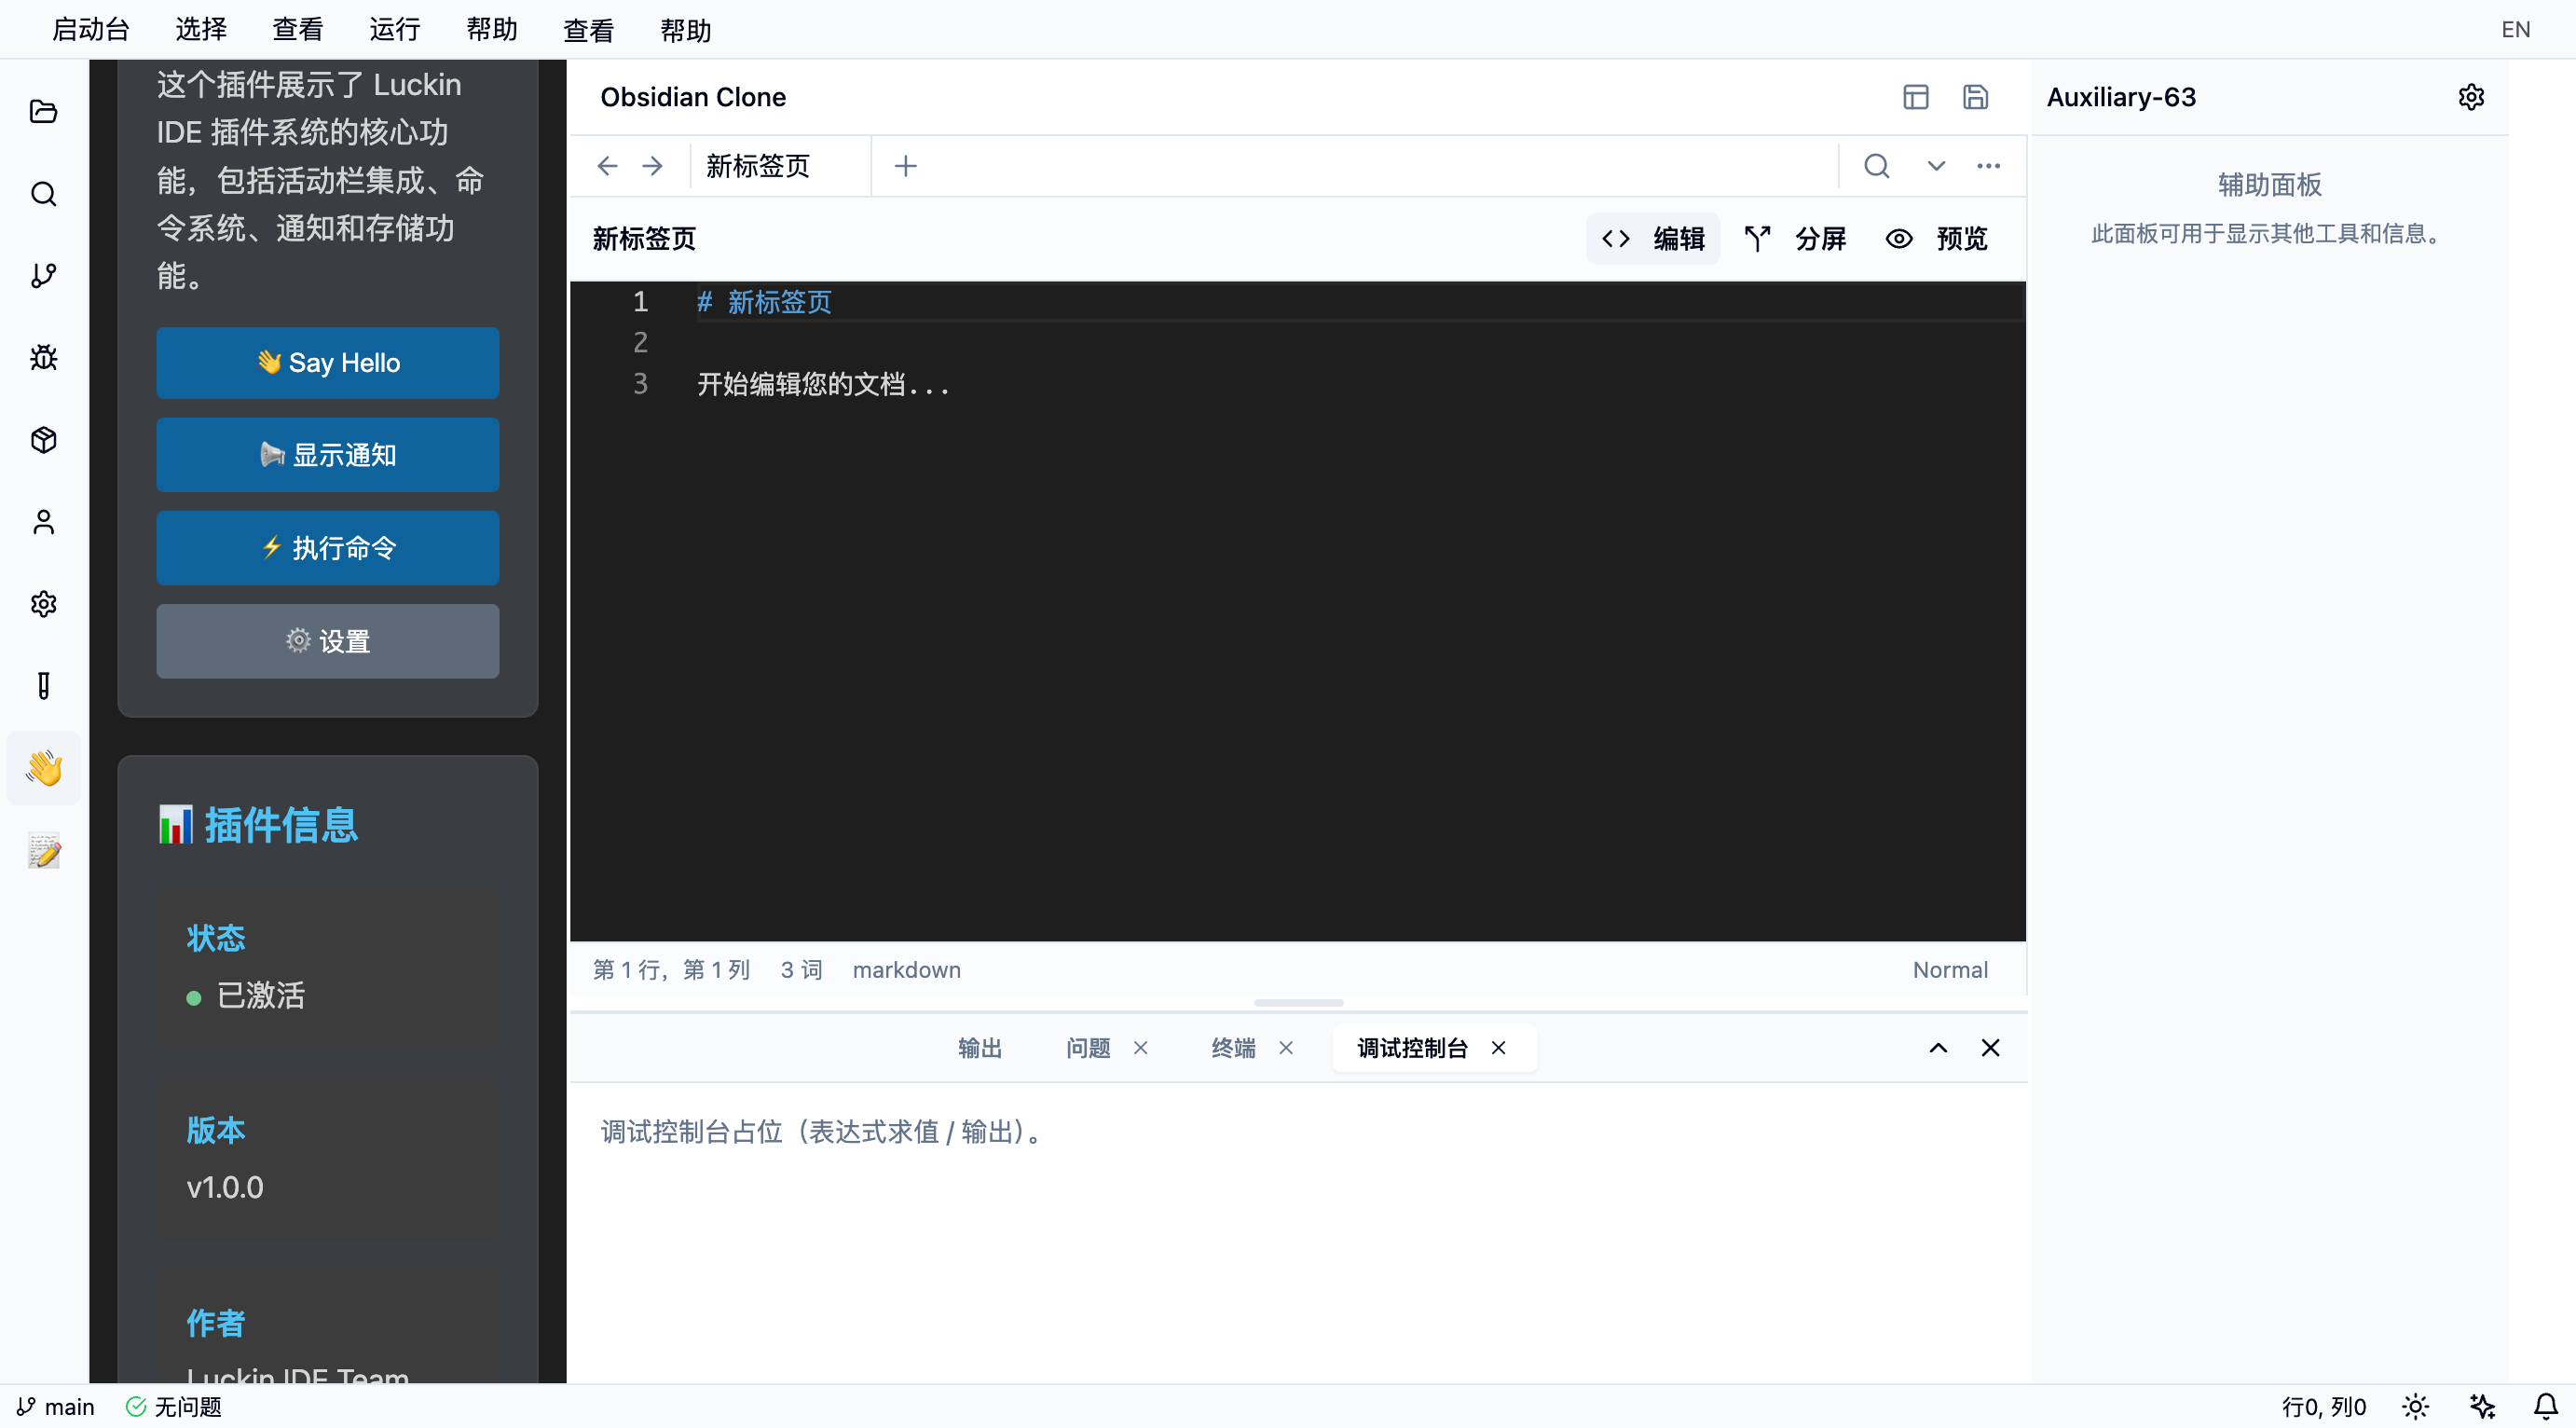 启动台 选择 查看 运行 帮助 查看 帮助 EN
这个插件展示了 Luckin
IDE 插件系统的核心功
能，包括活动栏集成、命
令系统、通知和存储功
能。
👋 Say Hello
📢 显示通知
⚡ 执行命令
⚙️ 设置
📊 插件信息
状态
已激活
版本
v1.0.0
作者
Luckin IDE Team
Obsidian Clone
新标签页
新标签页
编辑 分屏 预览
1 # 新标签页
2
3 开始编辑您的文档...
第 1 行，第 1 列 3 词 markdown Normal
输出 问题 终端 调试控制台
调试控制台占位（表达式求值 / 输出）。
Auxiliary-63
辅助面板
此面板可用于显示其他工具和信息。
main 无问题 行0, 列0